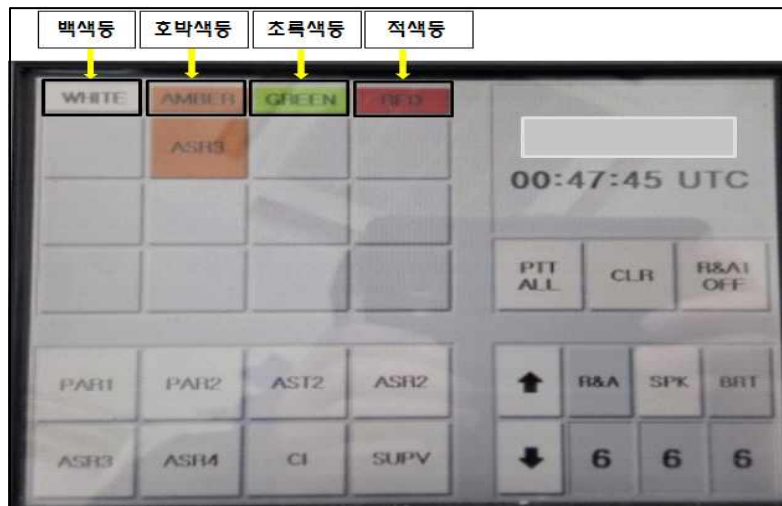 백색등 호박색등 초록색등 적색등
WHITE AMBER GREEN RED
ASR3
00:47:45 UTC
PTT ALL CLR R&A1 OFF
PAR1 PAR2 AST2 ASR2 R&A SPK BRT
ASR3 ASR4 CI SUPV 6 6 6